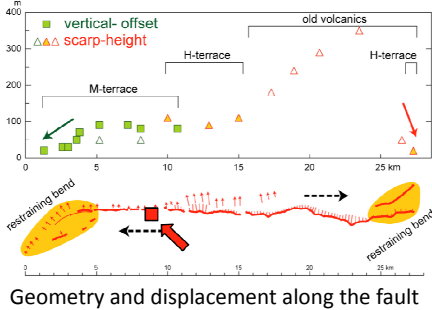 m
400
300
200
100
0
vertical- offset
scarp-height
old volcanics
H-terrace
H-terrace
M-terrace
0 5 10 15 20 25 km
restraining bend
restraining bend
0 5 10 15 20 25 km
Geometry and displacement along the fault